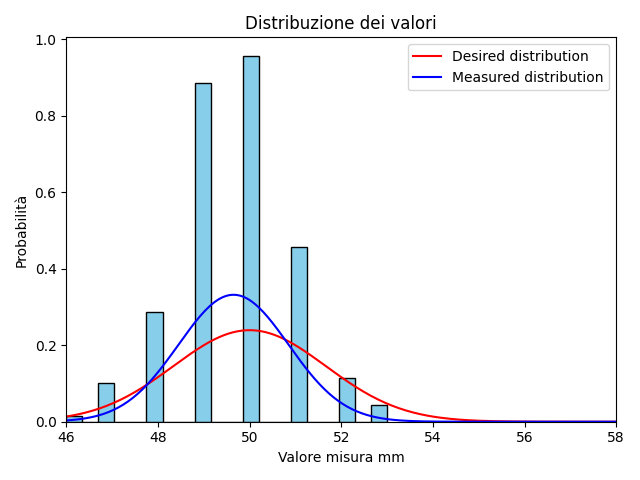 Distribuzione dei valori
Desired distribution
Measured distribution
Probabilità
1.0
0.8
0.6
0.4
0.2
0.0
46 48 50 52 54 56 58
Valore misura mm